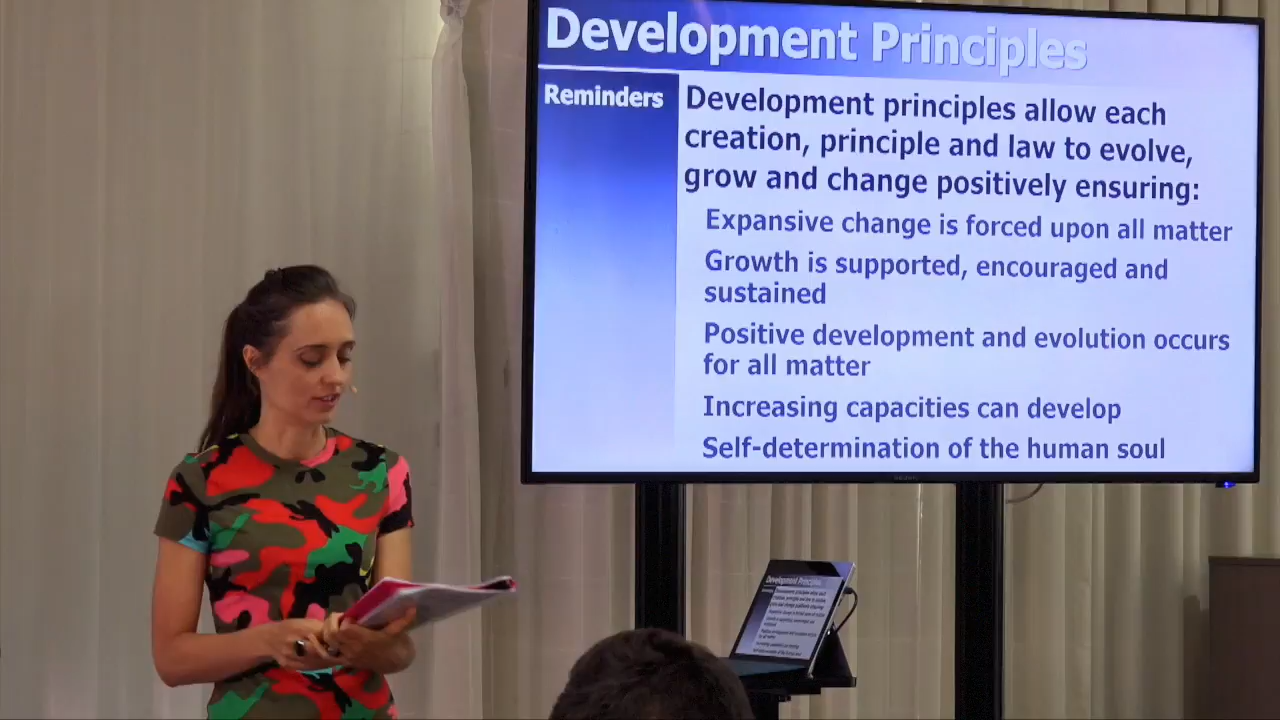 Development Principles
Reminders
Development principles allow each
creation, principle and law to evolve,
grow and change positively ensuring:
Expansive change is forced upon all matter
Growth is supported, encouraged and
sustained
Positive development and evolution occurs
for all matter
Increasing capacities can develop
Self-determination of the human soul
Development Principles